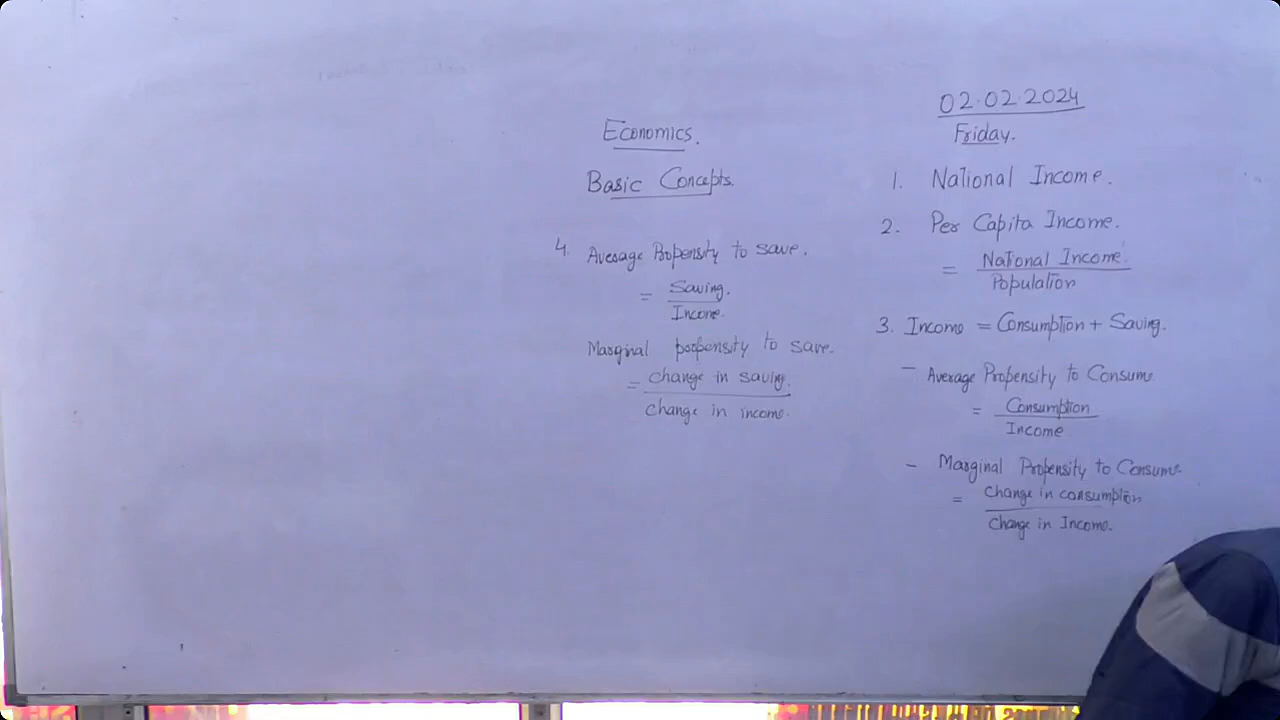 02.02.2024
Friday.
Economics.
Basic Concepts.
1. National Income.
2. Per Capita Income.
= National Income
Population
3. Income = Consumption + Saving.
- Average Propensity to Consume
= Consumption
Income
- Marginal Propensity to Consume.
= Change in consumption
Change in Income.
4. Average Propensity to save.
= Saving.
Income.
Marginal propensity to save.
= change in saving.
change in income.